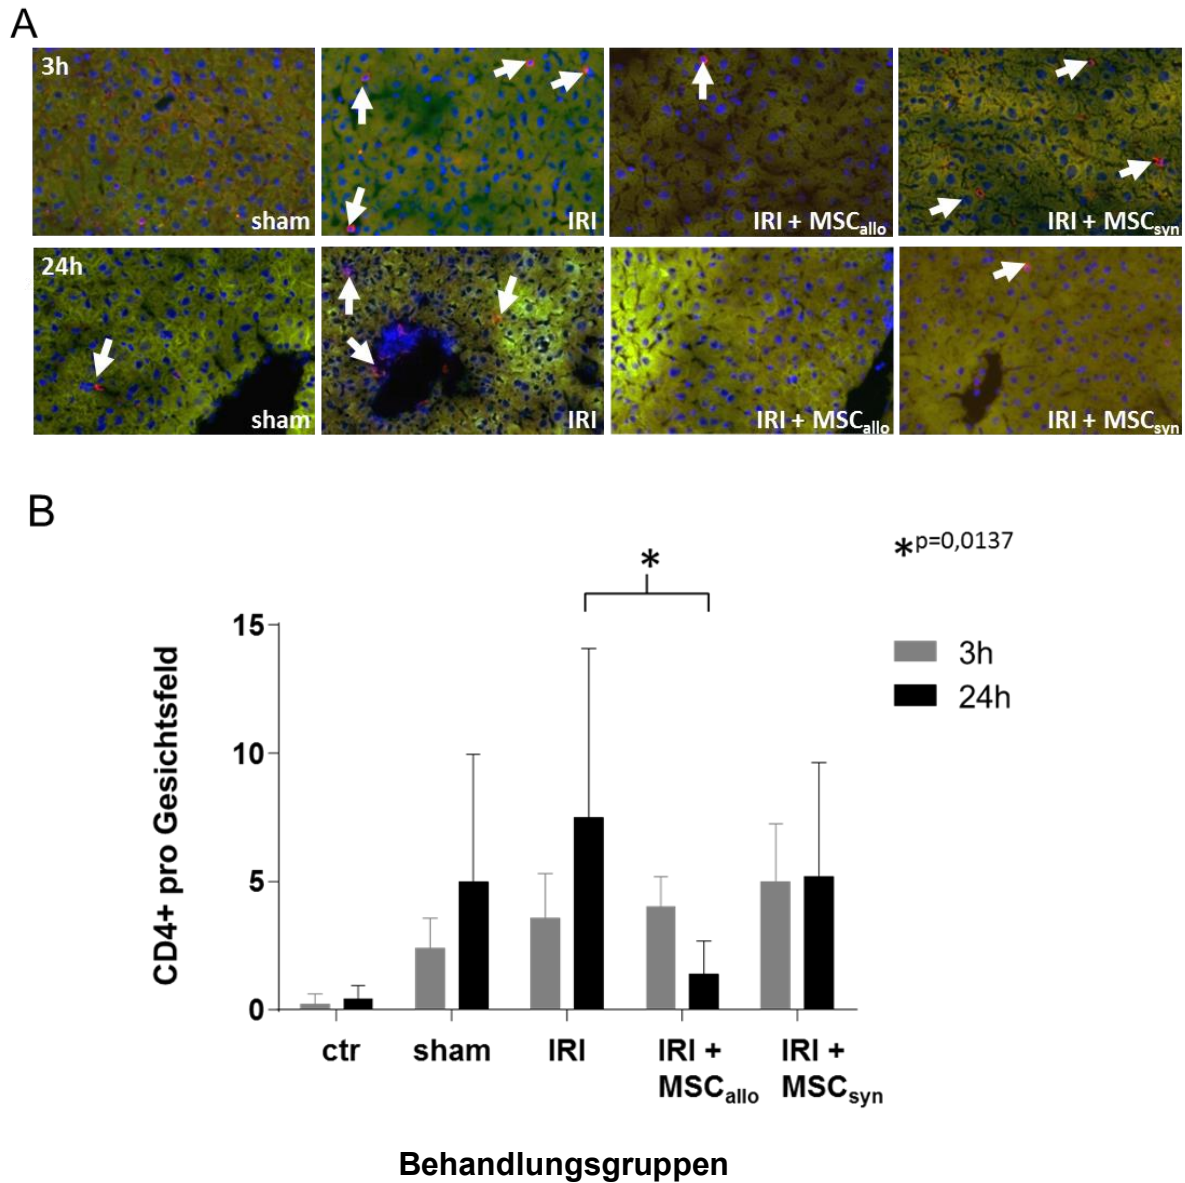 A
3h
sham
IRI
IRI + MSCallo
IRI + MSCsyn
24h
sham
IRI
IRI + MSCallo
IRI + MSCsyn
B
*p=0,0137
*
3h
24h
CD4+ pro Gesichtsfeld
15
10
5
0
ctr
sham
IRI
IRI +
MSCallo
IRI +
MSCsyn
Behandlungsgruppen